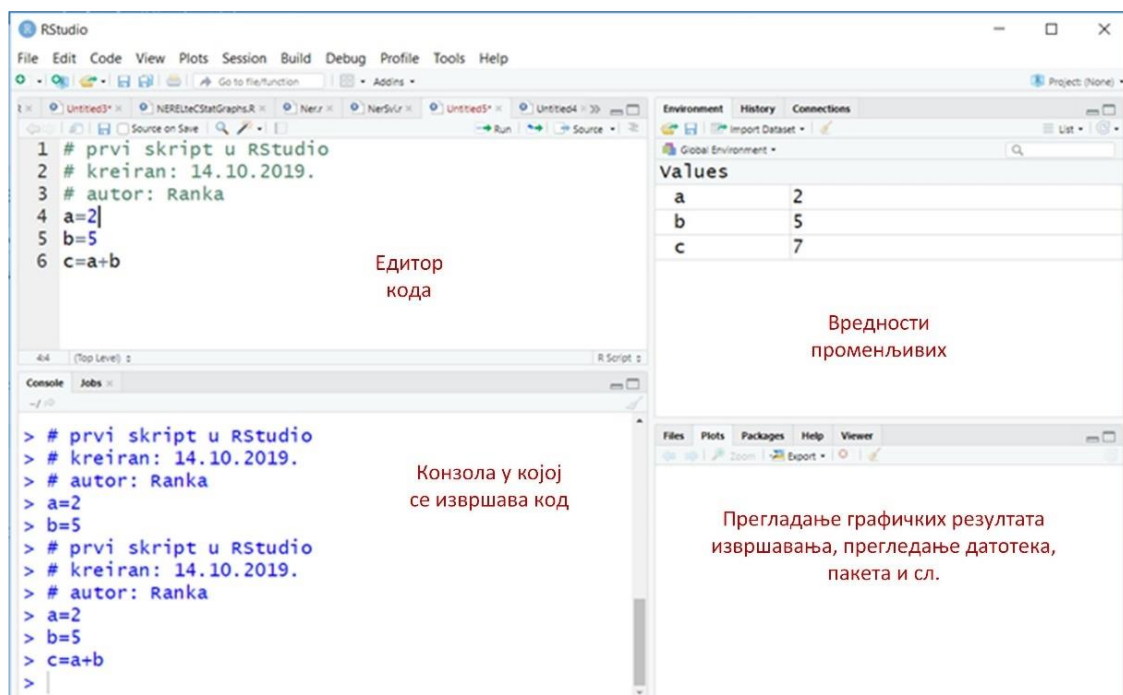 RStudio
File Edit Code View Plots Session Build Debug Profile Tools Help
Go to file/function Addins
Project: (None)
Untitled3* NERELteCStatGraphs.R Ner.r NerSvi.r Untitled5* Untitled4
Source on Save Run Source
1 # prvi skript u RStudio
2 # kreiran: 14.10.2019.
3 # autor: Ranka
4 a=2
5 b=5
6 c=a+b
Едитор
кода
4:4 (Top Level) R Script
Console Jobs
~/
> # prvi skript u RStudio
> # kreiran: 14.10.2019.
> # autor: Ranka
> a=2
> b=5
> # prvi skript u RStudio
> # kreiran: 14.10.2019.
> # autor: Ranka
> a=2
> b=5
> c=a+b
>
Конзола у којој
се извршава код
Environment History Connections
Import Dataset List
Global Environment
Values
a 2
b 5
c 7
Вредности
променљивих
Files Plots Packages Help Viewer
Zoom Export
Прегладање графичких резултата
извршавања, прегледање датотека,
пакета и сл.